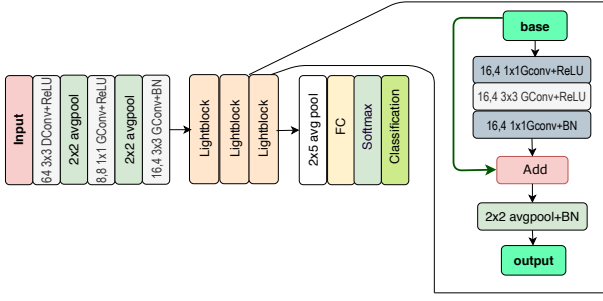 Input
64 3x3 DConv+ReLU
2x2 avgpool
8,8 1x1 GConv+ReLU
2x2 avgpool
16,4 3x3 GConv+BN
Lightblock
Lightblock
Lightblock
2x5 avg pool
FC
Softmax
Classification
base
16,4 1x1Gconv+ReLU
16,4 3x3 GConv+ReLU
16,4 1x1Gconv+BN
Add
2x2 avgpool+BN
output